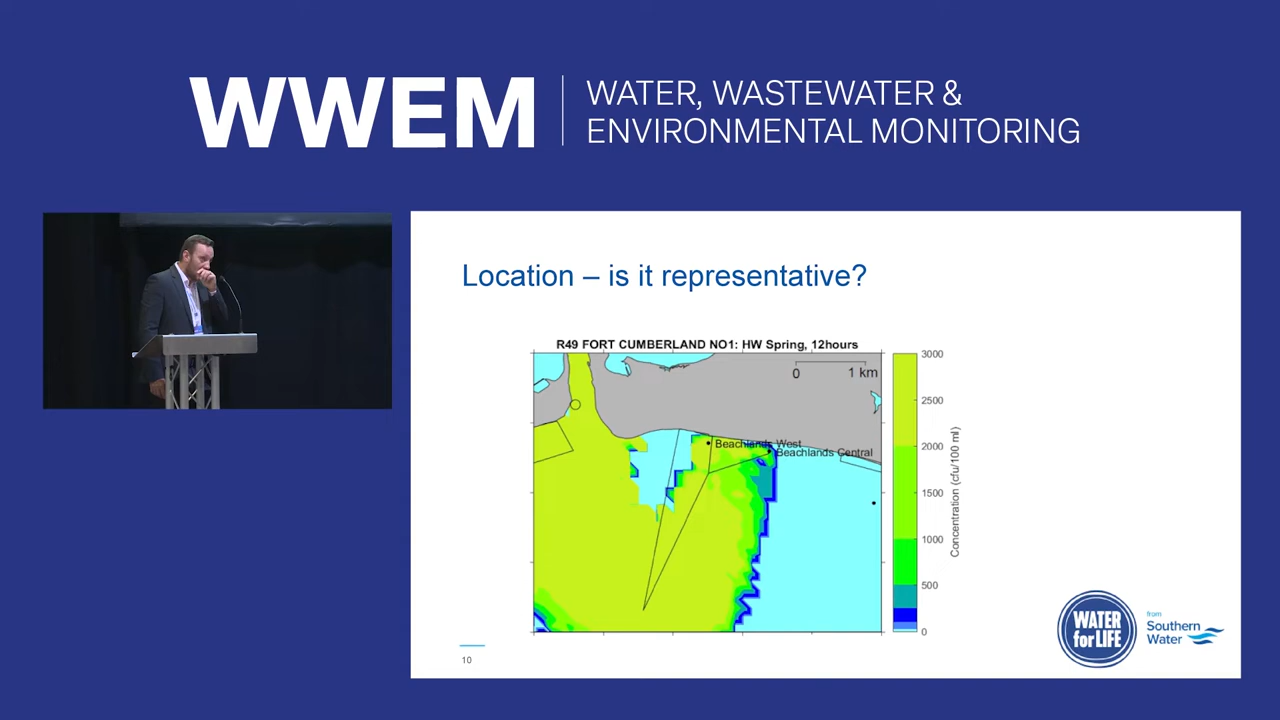 WWEM
WATER, WASTEWATER &
ENVIRONMENTAL MONITORING
Location – is it representative?
R49 FORT CUMBERLAND NO1: HW Spring, 12hours
0 1 km
Beachlands West
Beachlands Central
3000
2500
2000
1500
1000
500
0
Concentration (cfu/100 ml)
10
WATER
for LIFE
from
Southern
Water